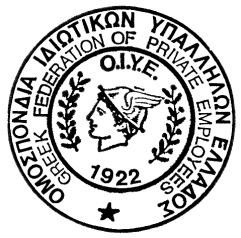 ΟΜΟΣΠΟΝΔΙΑ ΙΔΙΩΤΙΚΩΝ ΥΠΑΛΛΗΛΩΝ ΕΛΛΑΔΟΣ
GREEK FEDERATION OF PRIVATE EMPLOYEES
Ο.Ι.Υ.Ε.
1922